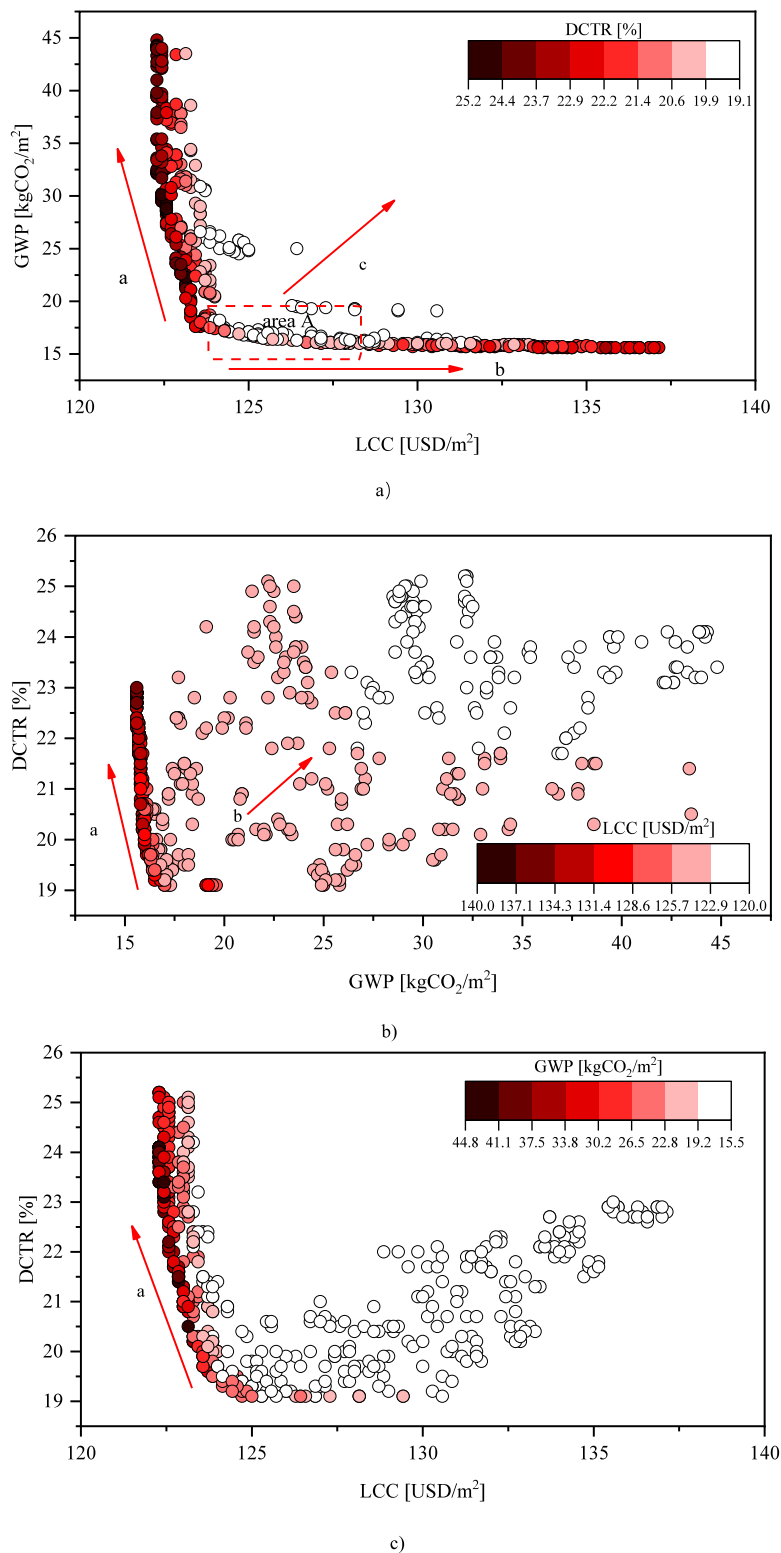 DCTR [%]
25.2 24.4 23.7 22.9 22.2 21.4 20.6 19.9 19.1
45
40
35
30
25
20
15
GWP [kgCO2/m2]
a
c
area A
b
120 125 130 135 140
LCC [USD/m2]
a)
26
25
24
23
22
21
20
19
DCTR [%]
a
b
LCC [USD/m2]
140.0 137.1 134.3 131.4 128.6 125.7 122.9 120.0
15 20 25 30 35 40 45
GWP [kgCO2/m2]
b)
26
25
24
23
22
21
20
19
DCTR [%]
GWP [kgCO2/m2]
44.8 41.1 37.5 33.8 30.2 26.5 22.8 19.2 15.5
a
120 125 130 135 140
LCC [USD/m2]
c)